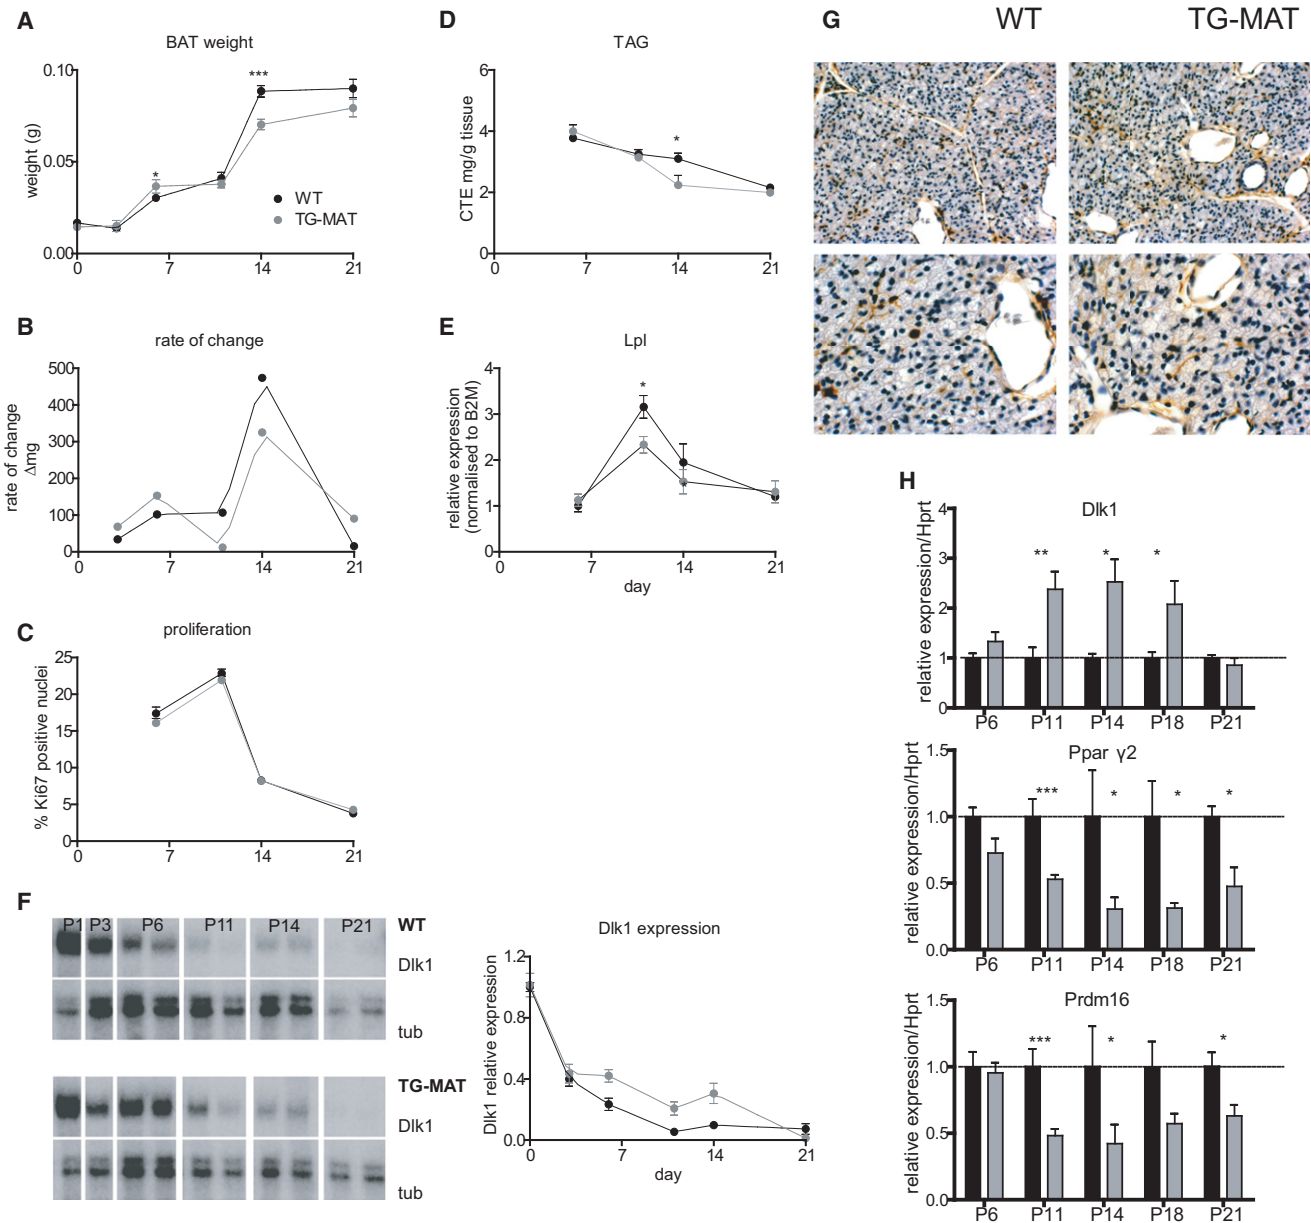 A
BAT weight
weight (g)
0.10
0.05
0.00
***
*
WT
TG-MAT
0 7 14 21
B
rate of change
rate of change
Δmg
500
400
300
200
100
0
0 7 14 21
C
proliferation
% Ki67 positive nuclei
25
20
15
10
5
0
0 7 14 21
D
TAG
CTE mg/g tissue
6
4
2
0
*
0 7 14 21
E
Lpl
relative expression
(normalised to B2M)
4
3
2
1
0
*
*
0 7 14 21
day
F
P1 P3 P6 P11 P14 P21 WT
Dlk1
tub
TG-MAT
Dlk1
tub
Dlk1 expression
Dlk1 relative expression
1.2
0.8
0.4
0.0
0 7 14 21
day
G
WT TG-MAT
H
Dlk1
relative expression/Hprt
4
3
2
1
0
** * *
P6 P11 P14 P18 P21
Ppar γ2
relative expression/Hprt
1.5
1.0
0.5
0.0
*** * * *
P6 P11 P14 P18 P21
Prdm16
relative expression/Hprt
1.5
1.0
0.5
0.0
*** * *
P6 P11 P14 P18 P21